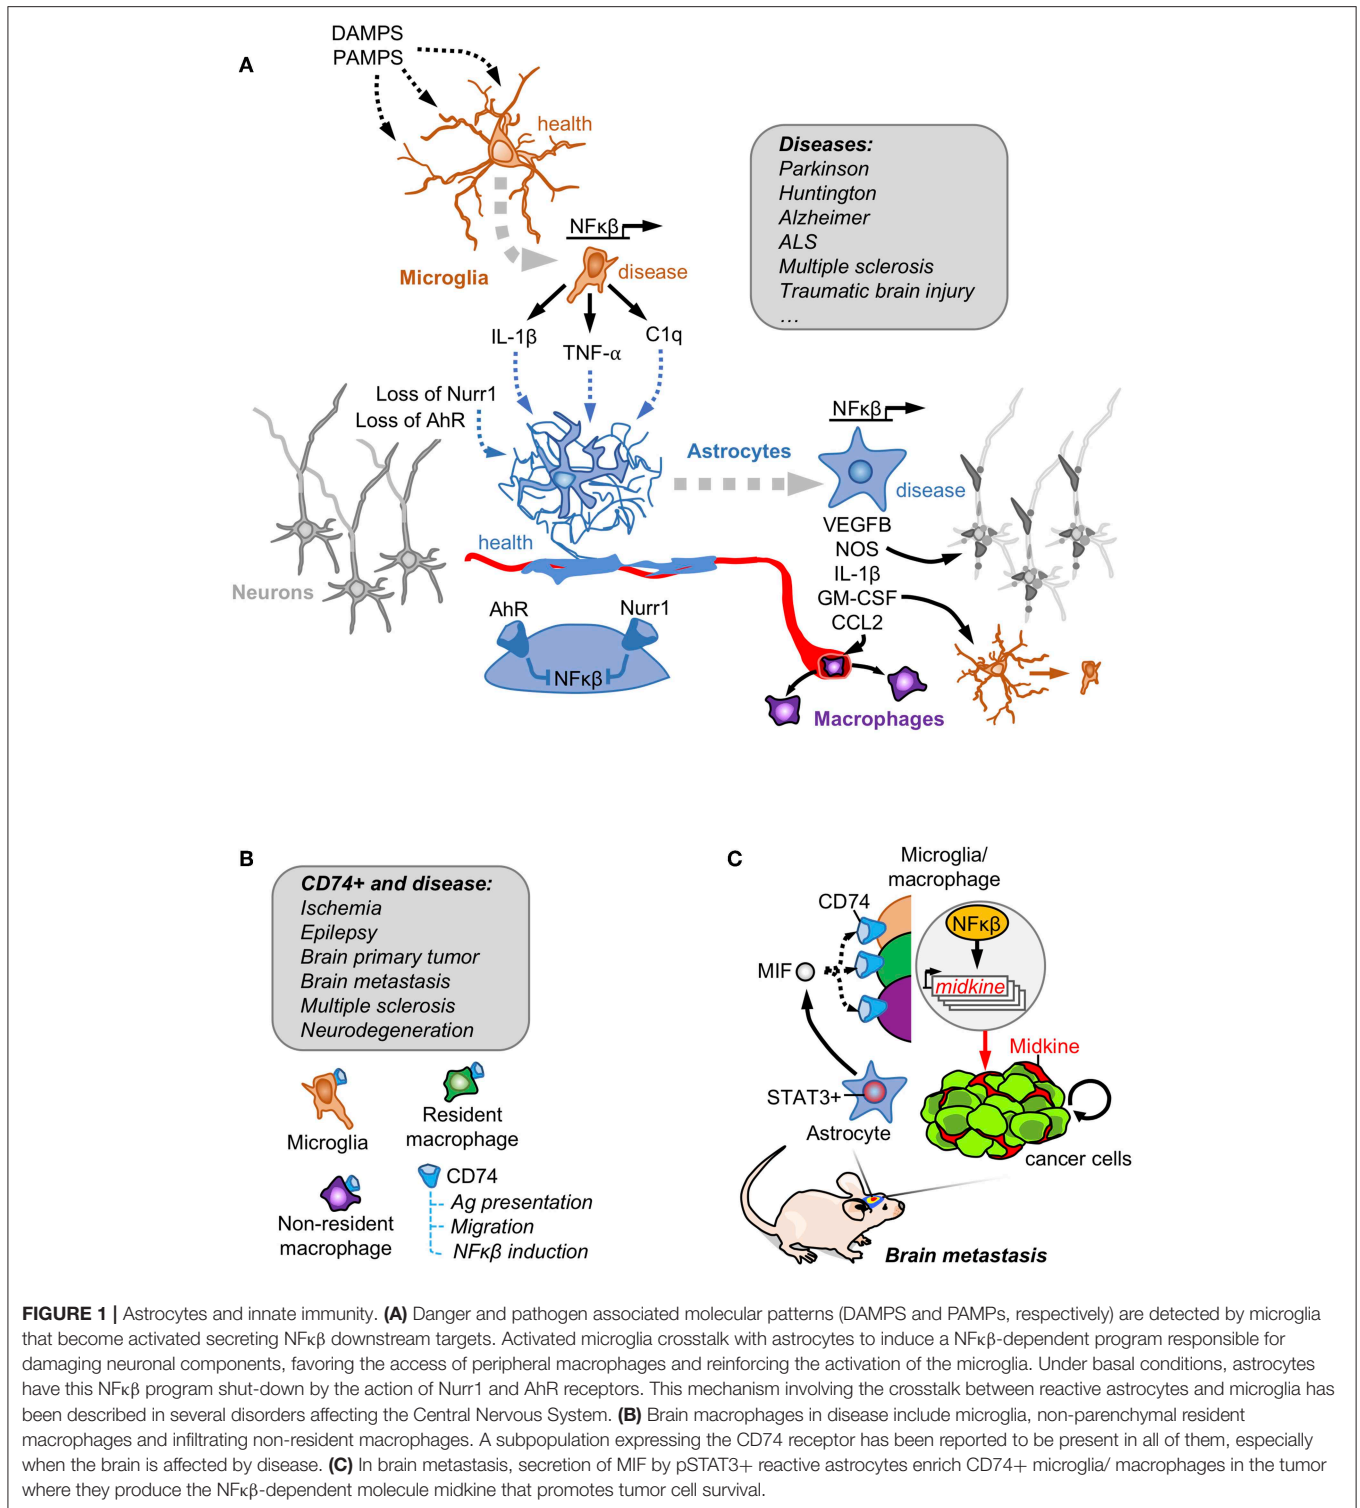 DAMPS
PAMPS
A
health
Diseases:
Parkinson
Huntington
Alzheimer
ALS
Multiple sclerosis
Traumatic brain injury
...
NFκβ
Microglia
disease
IL-1β
TNF-α
C1q
Loss of Nurr1
Loss of AhR
NFκβ
Astrocytes
disease
VEGFB
NOS
IL-1β
GM-CSF
CCL2
health
Neurons
AhR
Nurr1
NFκβ
Macrophages
B
CD74+ and disease:
Ischemia
Epilepsy
Brain primary tumor
Brain metastasis
Multiple sclerosis
Neurodegeneration
Microglia
Resident
macrophage
Non-resident
macrophage
CD74
Ag presentation
Migration
NFκβ induction
C
Microglia/
macrophage
CD74
NFκβ
MIF
midkine
Midkine
STAT3+
Astrocyte
cancer cells
Brain metastasis
FIGURE 1 | Astrocytes and innate immunity. (A) Danger and pathogen associated molecular patterns (DAMPS and PAMPs, respectively) are detected by microglia
that become activated secreting NFκβ downstream targets. Activated microglia crosstalk with astrocytes to induce a NFκβ-dependent program responsible for
damaging neuronal components, favoring the access of peripheral macrophages and reinforcing the activation of the microglia. Under basal conditions, astrocytes
have this NFκβ program shut-down by the action of Nurr1 and AhR receptors. This mechanism involving the crosstalk between reactive astrocytes and microglia has
been described in several disorders affecting the Central Nervous System. (B) Brain macrophages in disease include microglia, non-parenchymal resident
macrophages and infiltrating non-resident macrophages. A subpopulation expressing the CD74 receptor has been reported to be present in all of them, especially
when the brain is affected by disease. (C) In brain metastasis, secretion of MIF by pSTAT3+ reactive astrocytes enrich CD74+ microglia/ macrophages in the tumor
where they produce the NFκβ-dependent molecule midkine that promotes tumor cell survival.